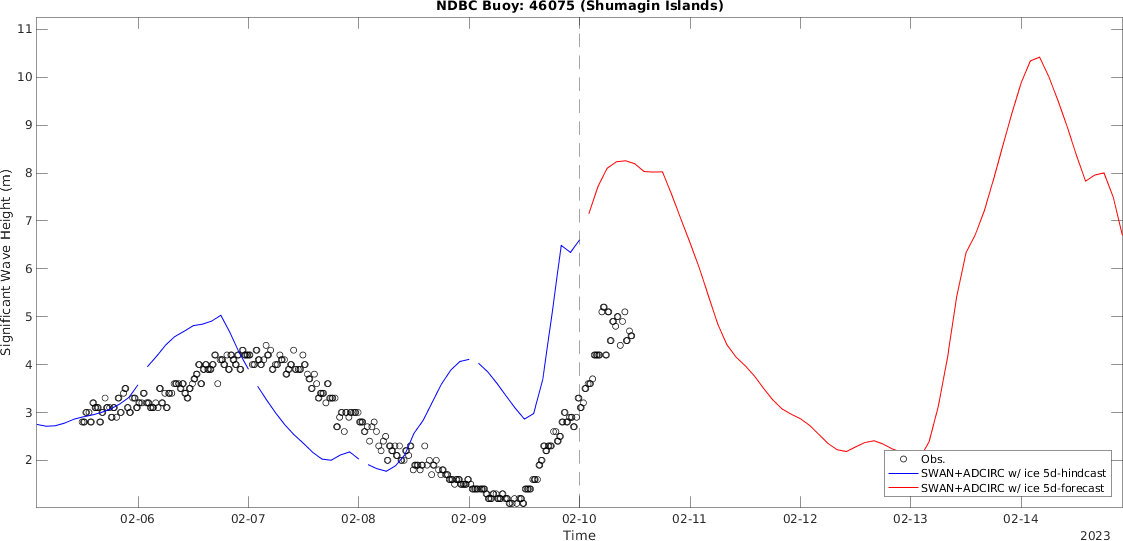 NDBC Buoy: 46075 (Shumagin Islands)
Significant Wave Height (m)
11
10
9
8
7
6
5
4
3
2
Obs.
SWAN+ADCIRC w/ ice 5d-hindcast
SWAN+ADCIRC w/ ice 5d-forecast
02-06 02-07 02-08 02-09 02-10 02-11 02-12 02-13 02-14
Time
2023